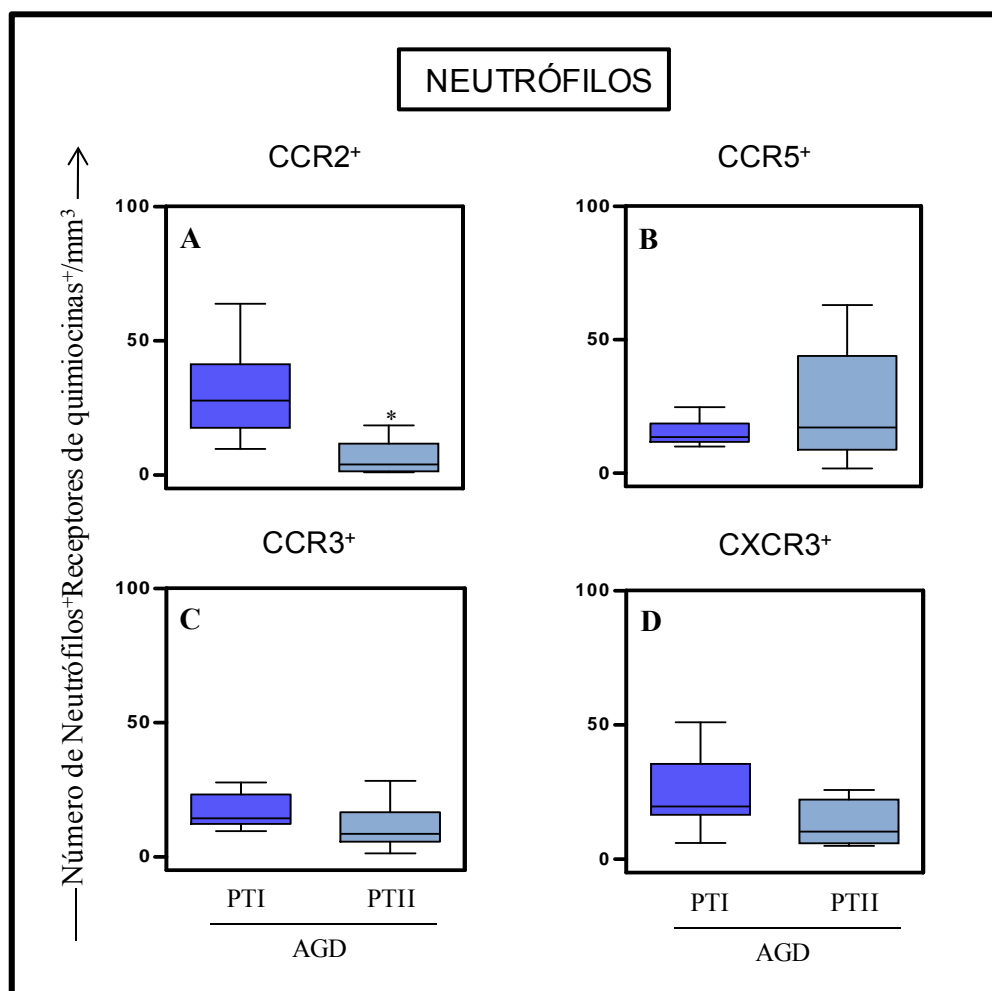 NEUTRÓFILOS
Número de Neutrófilos⁺Receptores de quimiocinas⁺/mm³
CCR2⁺
100
50
0
A
*
CCR5⁺
100
50
0
B
CCR3⁺
100
50
0
C
PTI PTII
AGD
CXCR3⁺
100
50
0
D
PTI PTII
AGD